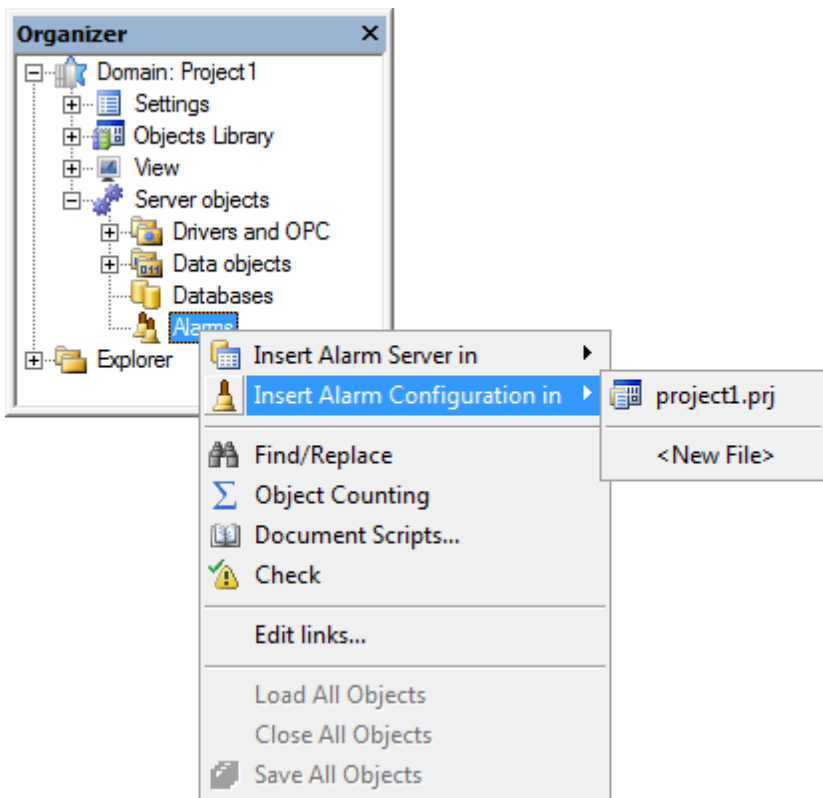 Organizer
Domain: Project1
Settings
Objects Library
View
Server objects
Drivers and OPC
Data objects
Databases
Alarms
Explorer
Insert Alarm Server in
Insert Alarm Configuration in
project1.prj
<New File>
Find/Replace
Object Counting
Document Scripts...
Check
Edit links...
Load All Objects
Close All Objects
Save All Objects